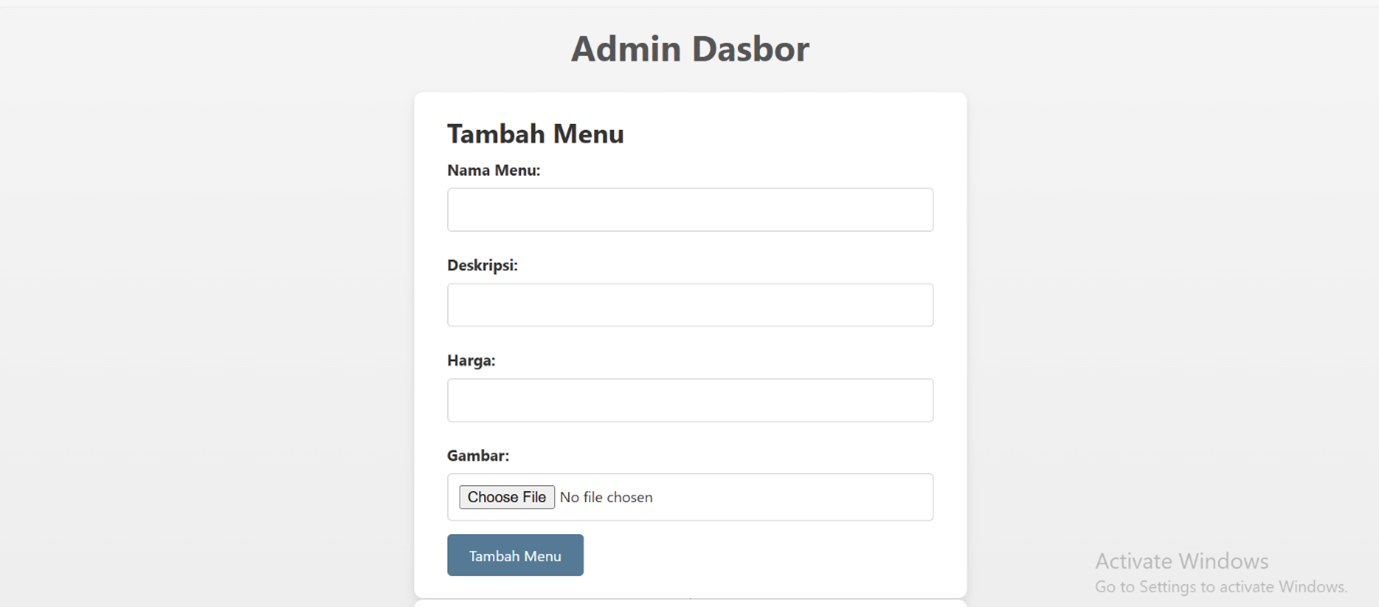 Admin Dasbor
Tambah Menu
Nama Menu:
Deskripsi:
Harga:
Gambar:
Choose File No file chosen
Tambah Menu
Activate Windows
Go to Settings to activate Windows.